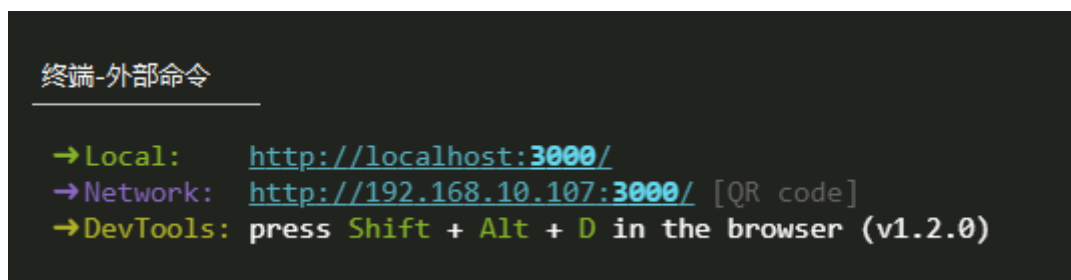 终端-外部命令
➜Local: http://localhost:3000/
➜Network: http://192.168.10.107:3000/ [QR code]
➜DevTools: press Shift + Alt + D in the browser (v1.2.0)